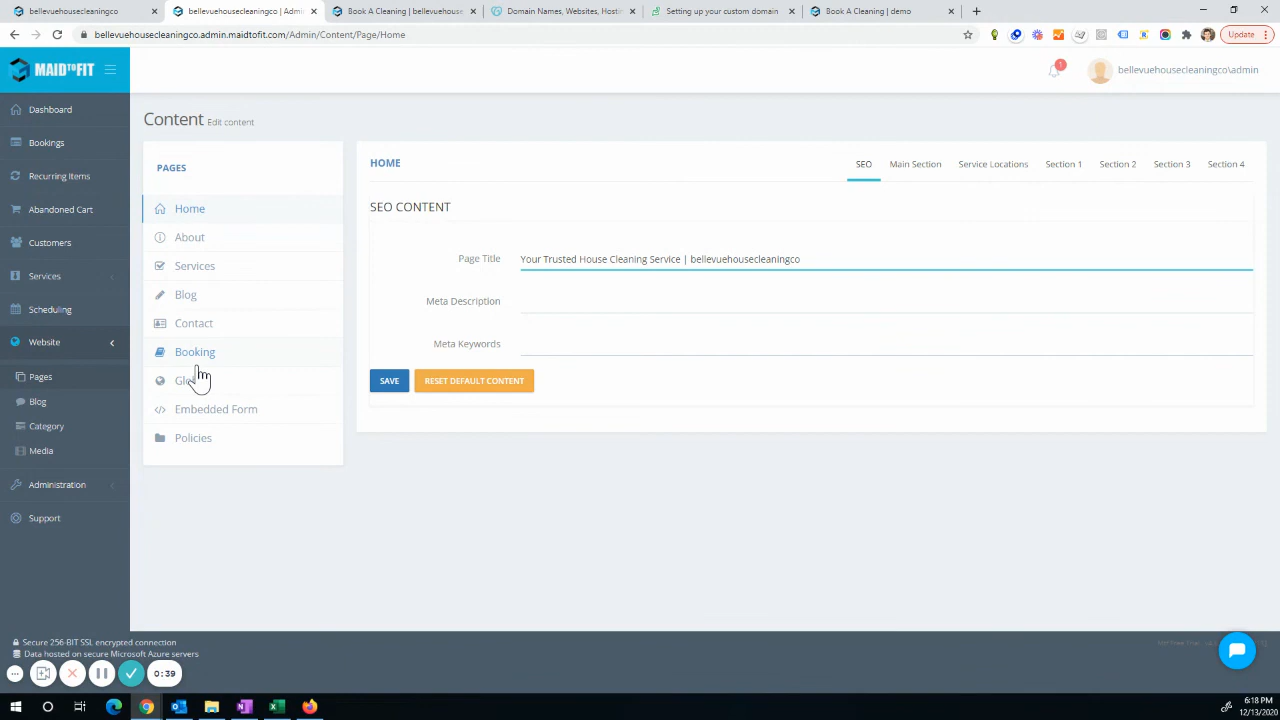 bellevuehousecleaningco
bellevuehousecleaningco | Admin
Book A Cleaning | bellevuehouse
Domain Names, Websites, Hostin
Setting up your custom domain
Book A Cleaning | demo
bellevuehousecleaningco.admin.maidtofit.com/Admin/Content/Page/Home
Update
MAIDTOFIT
1
bellevuehousecleaningco\admin
Dashboard
Bookings
Recurring Items
Abandoned Cart
Customers
Services
Scheduling
Website
Pages
Blog
Category
Media
Administration
Support
Content Edit content
PAGES
Home
About
Services
Blog
Contact
Booking
Embedded Form
Policies
HOME
SEO
Main Section
Service Locations
Section 1
Section 2
Section 3
Section 4
SEO CONTENT
Page Title
Your Trusted House Cleaning Service | bellevuehousecleaningco
Meta Description
Meta Keywords
SAVE
RESET DEFAULT CONTENT
Secure 256-BIT SSL encrypted connection
Data hosted on secure Microsoft Azure servers
0:39
6:18 PM
12/13/2020